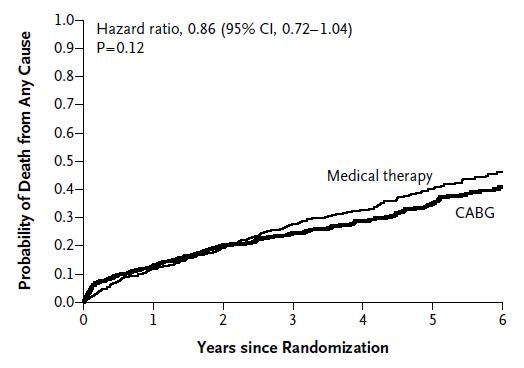 Hazard ratio, 0.86 (95% CI, 0.72–1.04)
P=0.12
Probability of Death from Any Cause
1.0
0.9
0.8
0.7
0.6
0.5
0.4
0.3
0.2
0.1
0.0
Medical therapy
CABG
0 1 2 3 4 5 6
Years since Randomization